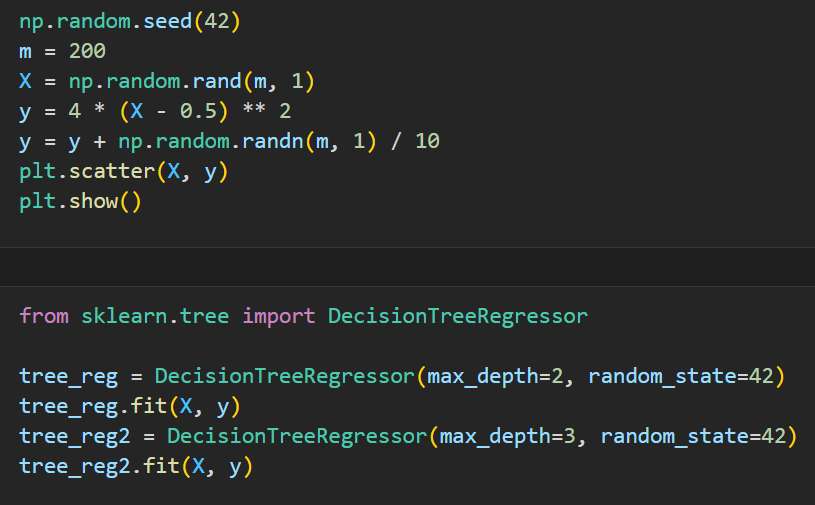 np.random.seed(42)
m = 200
X = np.random.rand(m, 1)
y = 4 * (X - 0.5) ** 2
y = y + np.random.randn(m, 1) / 10
plt.scatter(X, y)
plt.show()
from sklearn.tree import DecisionTreeRegressor
tree_reg = DecisionTreeRegressor(max_depth=2, random_state=42)
tree_reg.fit(X, y)
tree_reg2 = DecisionTreeRegressor(max_depth=3, random_state=42)
tree_reg2.fit(X, y)